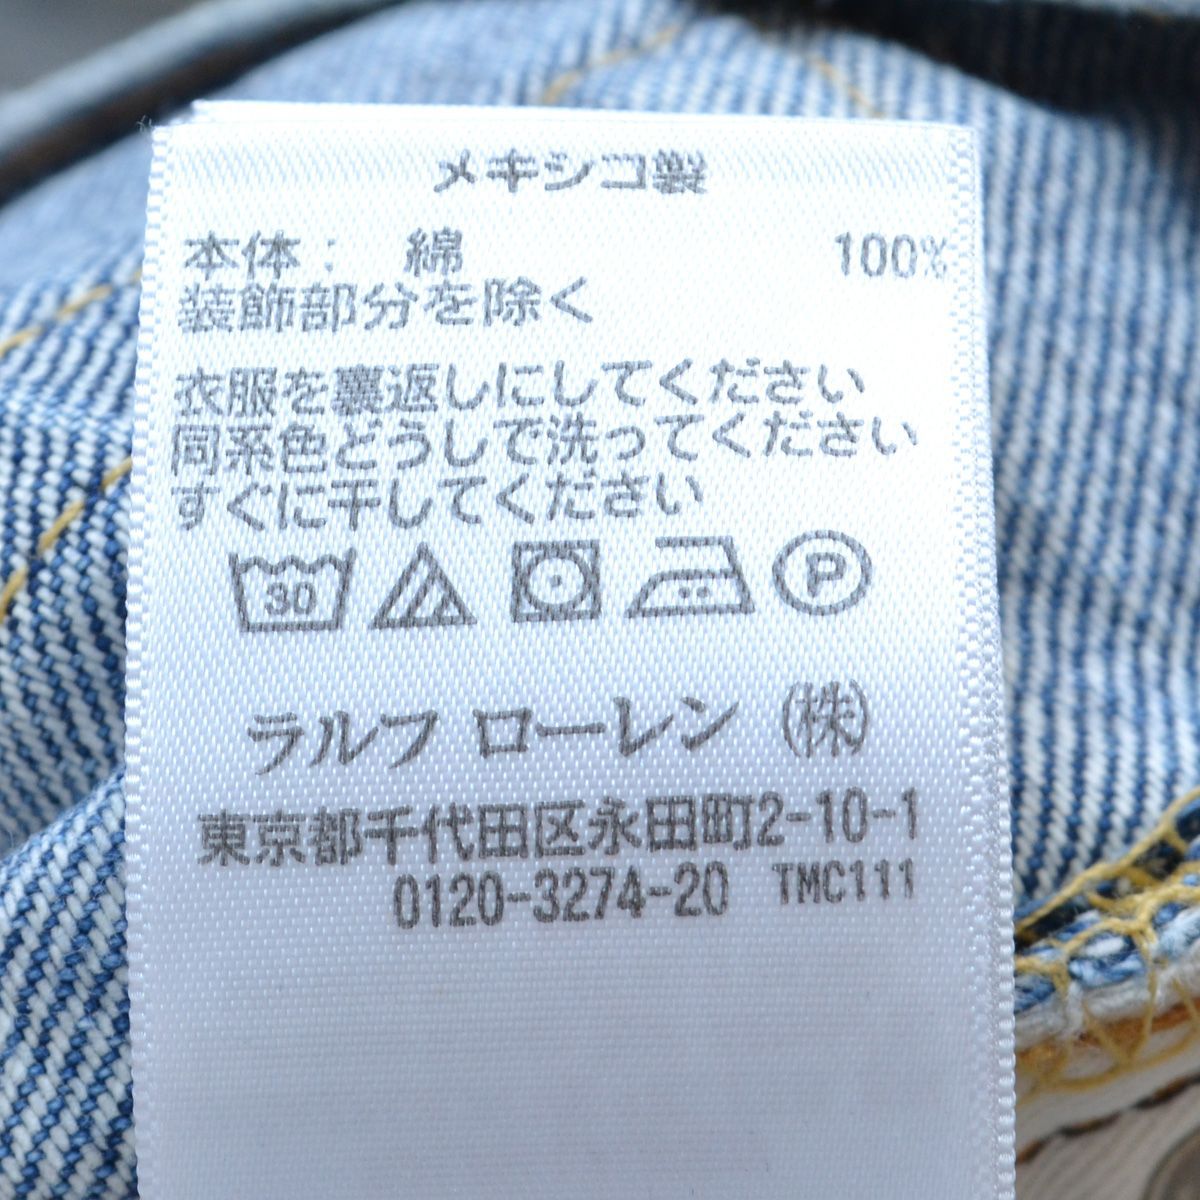 メキシコ製
本体： 綿 100%
装飾部分を除く
衣服を裏返しにしてください
同系色どうしで洗ってください
すぐに干してください
30 P
ラルフ ローレン （株）
東京都千代田区永田町2-10-1
0120-3274-20 TMC111